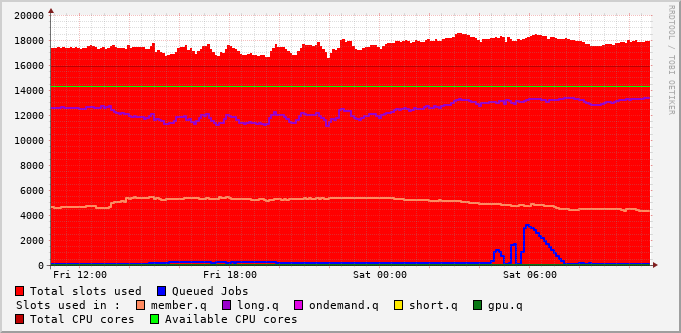 RRDTOOL / TOBI OETIKER
20000
18000
16000
14000
12000
10000
8000
6000
4000
2000
0
Fri 12:00 Fri 18:00 Sat 00:00 Sat 06:00
Total slots used Queued Jobs
Slots used in : member.q long.q ondemand.q short.q gpu.q
Total CPU cores Available CPU cores